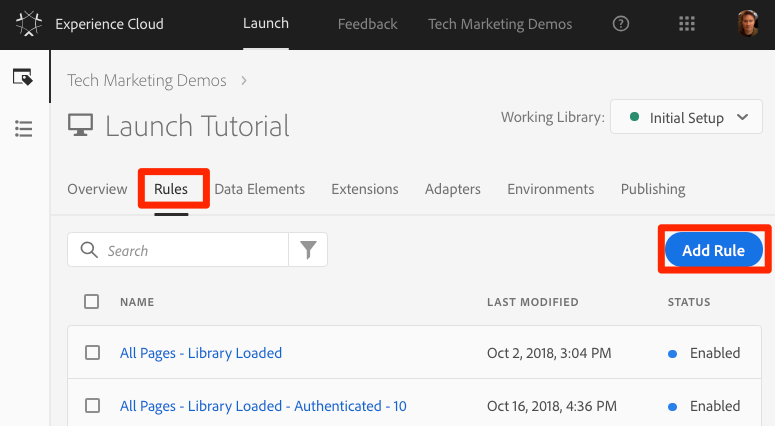 Experience Cloud Launch Feedback Tech Marketing Demos ?
Tech Marketing Demos >
Launch Tutorial
Working Library: Initial Setup
Overview Rules Data Elements Extensions Adapters Environments Publishing
Search
Add Rule
NAME LAST MODIFIED STATUS
All Pages - Library Loaded Oct 2, 2018, 3:04 PM Enabled
All Pages - Library Loaded - Authenticated - 10 Oct 16, 2018, 4:36 PM Enabled